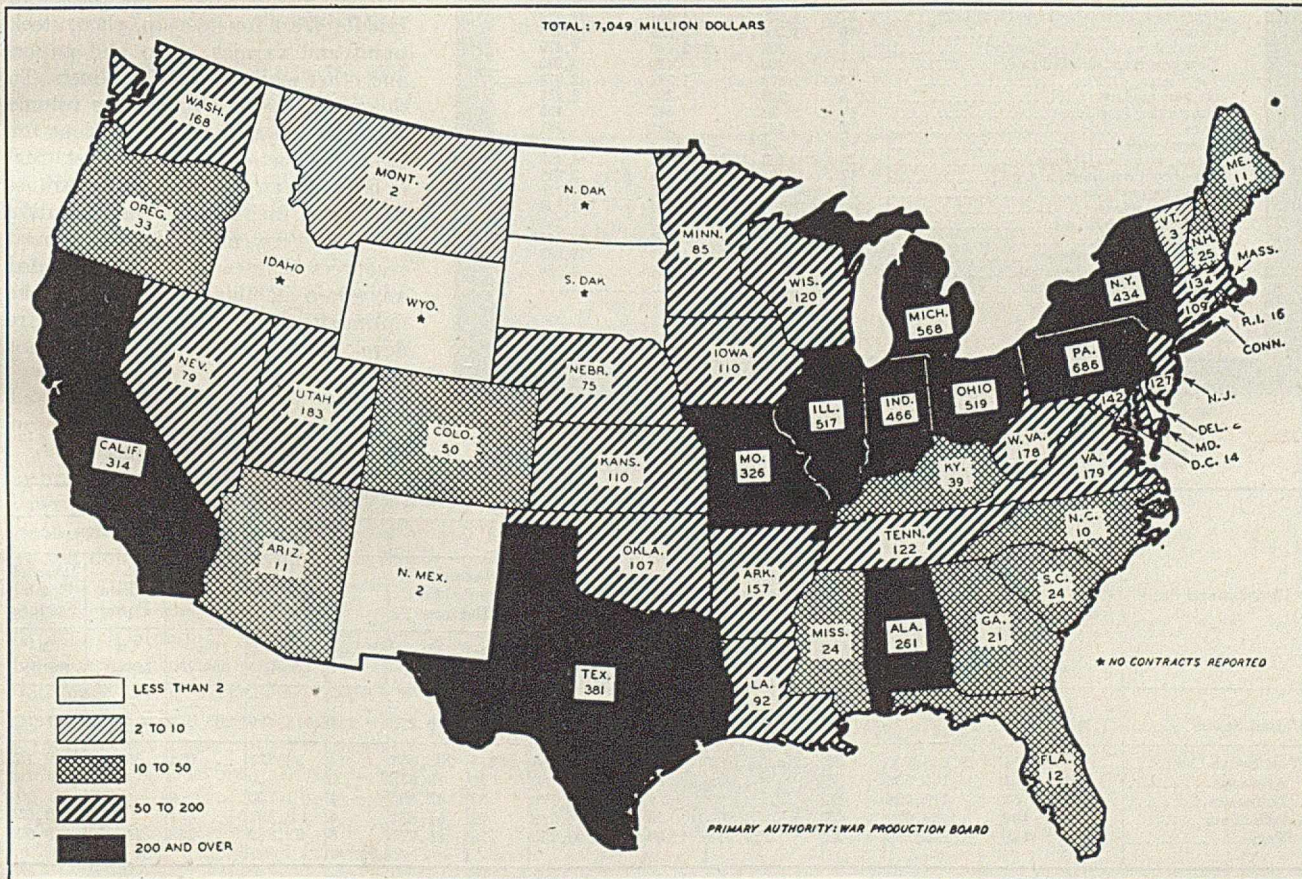 TOTAL: 7,049 MILLION DOLLARS
WASH.
168
OREG.
33
CALIF.
314
IDAHO
★
NEV.
79
MONT.
2
WYO.
★
UTAH
183
ARIZ.
11
COLO.
50
N. MEX.
2
N. DAK
★
S. DAK
★
NEBR.
75
KANS.
110
OKLA.
107
TEX.
381
MINN.
85
IOWA
110
MO.
326
ARK.
157
LA.
92
WIS.
120
ILL.
517
MICH.
568
IND.
466
OHIO
519
KY.
39
TENN.
122
MISS.
24
ALA.
261
GA.
21
FLA.
12
S.C.
24
N.C.
10
VA.
179
W. VA.
178
PA.
686
N.Y.
434
VT.
3
N.H.
25
ME.
11
MASS.
134
R.I. 16
109
CONN.
127
N.J.
DEL. 2
142
MD.
D.C. 14
★ NO CONTRACTS REPORTED
LESS THAN 2
2 TO 10
10 TO 50
50 TO 200
200 AND OVER
PRIMARY AUTHORITY: WAR PRODUCTION BOARD